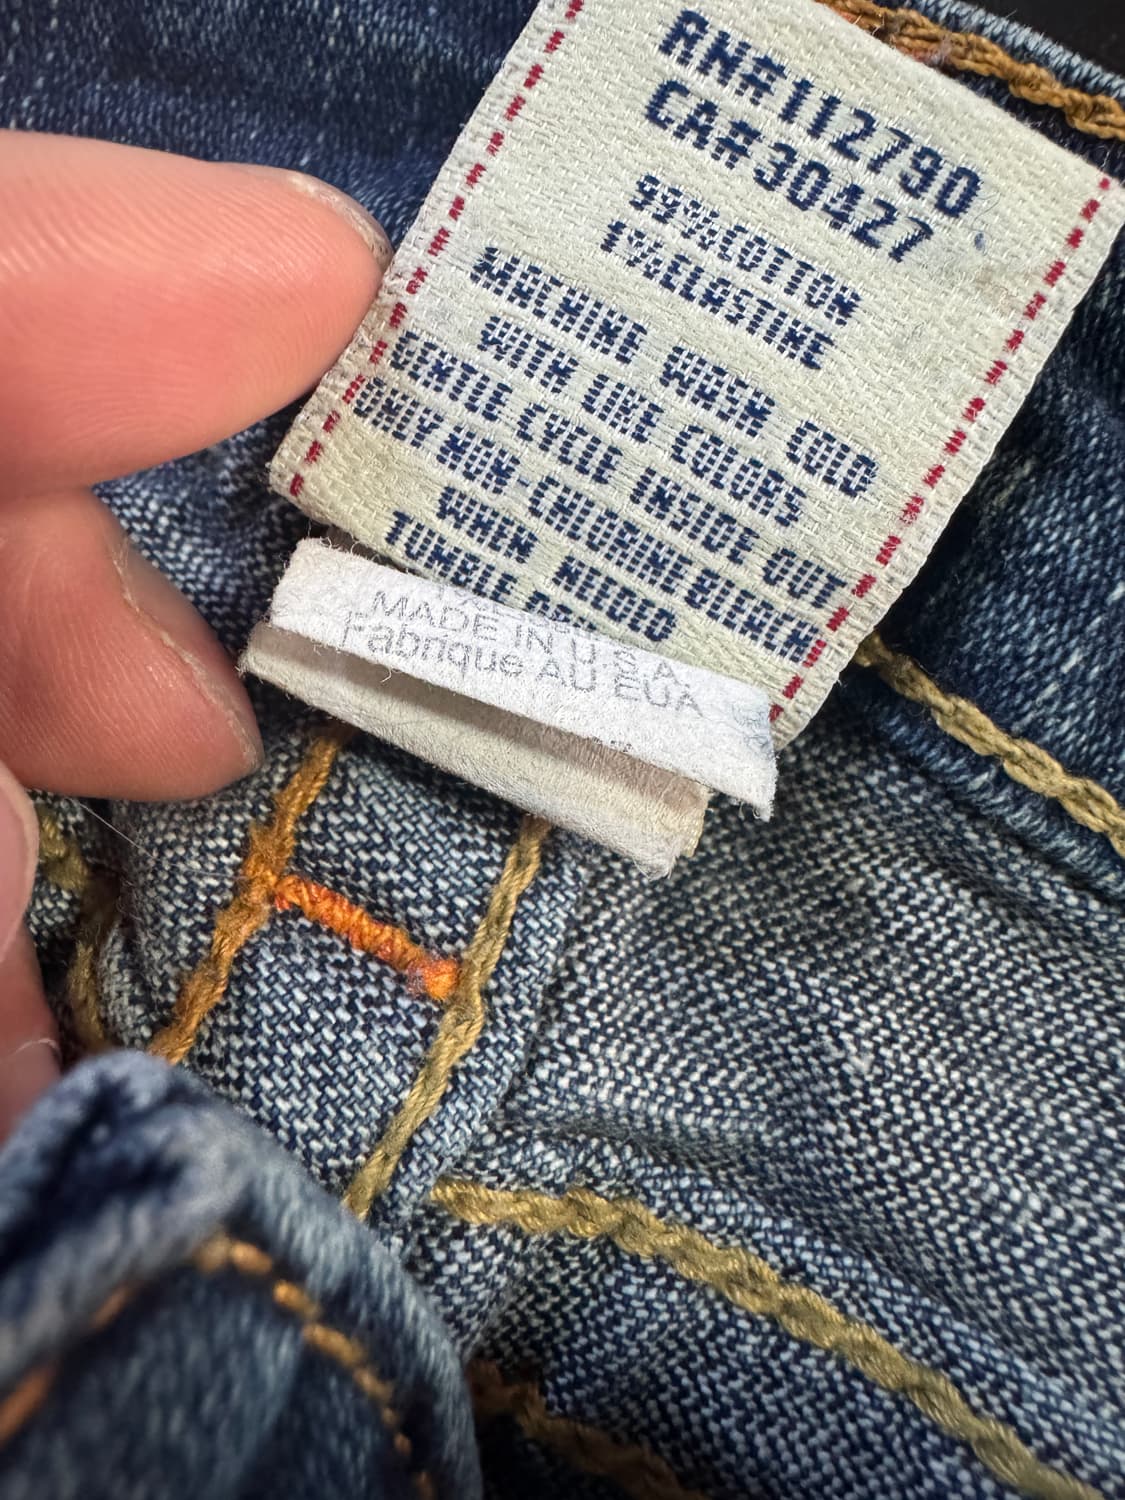 RN# 112790
CA# 30427
99% COTTON
1% ELASTINE
MACHINE WASH COLD
WITH LIKE COLORS
GENTLE CYCLE INSIDE OUT
ONLY NON-CHLORINE BLEACH
WHEN NEEDED
TUMBLE
MADE IN U.S.A.
Fabrique AU EUA